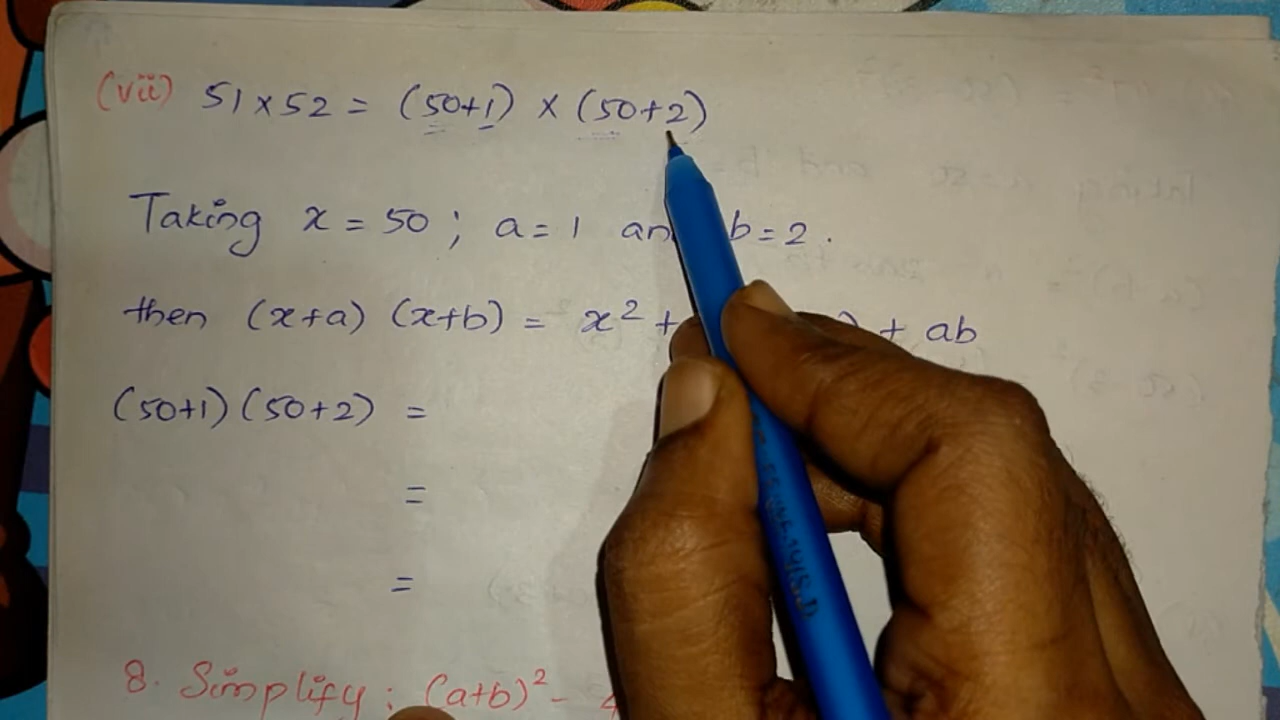 (vii) 51 × 52 = (50+1) × (50+2)
Taking x = 50 ; a = 1 b = 2 .
then (x+a) (x+b) = x² + ) + ab
(50+1) (50+2) =
=
=
8. Simplify : (a+b)² -